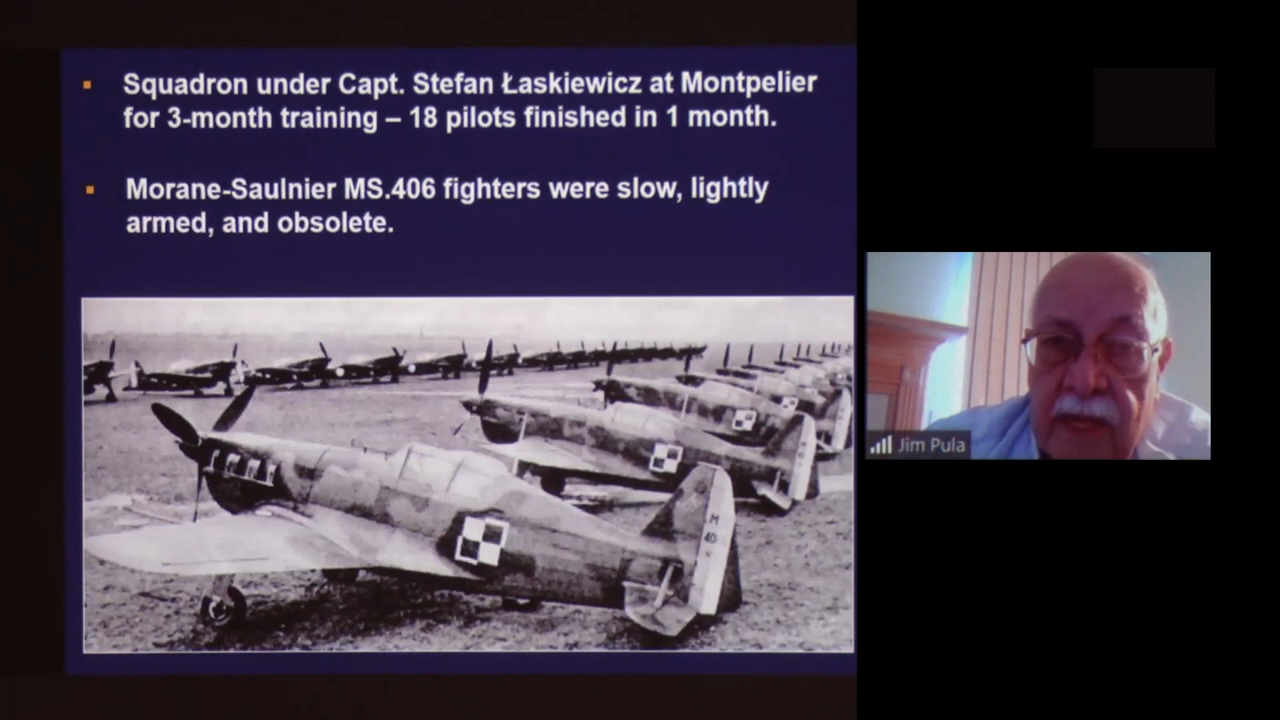 Squadron under Capt. Stefan Łaskiewicz at Montpelier
for 3-month training – 18 pilots finished in 1 month.
Morane-Saulnier MS.406 fighters were slow, lightly
armed, and obsolete.
M
Jim Pula